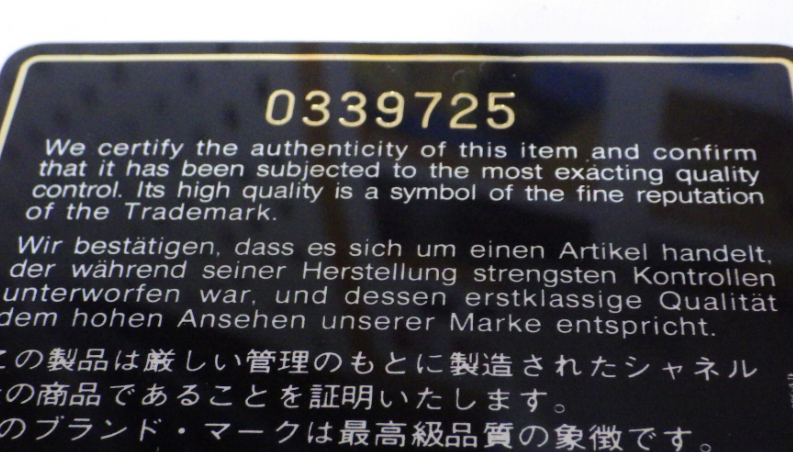 0339725
We certify the authenticity of this item and confirm
that it has been subjected to the most exacting quality
control. Its high quality is a symbol of the fine reputation
of the Trademark.
Wir bestätigen, dass es sich um einen Artikel handelt,
der während seiner Herstellung strengsten Kontrollen
unterworfen war, und dessen erstklassige Qualität
dem hohen Ansehen unserer Marke entspricht.
この製品は厳しい管理のもとに製造されたシャネル
の商品であることを証明いたします。
のブランド・マークは最高級品質の象徴です。